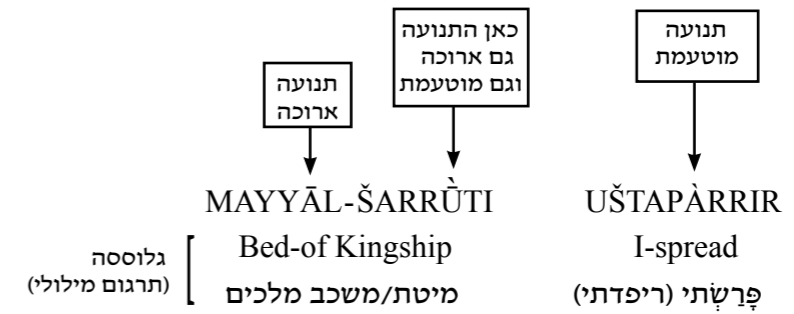 תנועה
מוטעמת
כאן התנועה
גם ארוכה
וגם מוטעמת
תנועה
ארוכה
MAYYĀL-ŠARRŪ̀TI
UŠTAPÀRRIR
Bed-of Kingship
I-spread
גלוססה
(תרגום מילולי)
מיטת/משכב מלכים
פָּרַשְׂתי (ריפדתי)